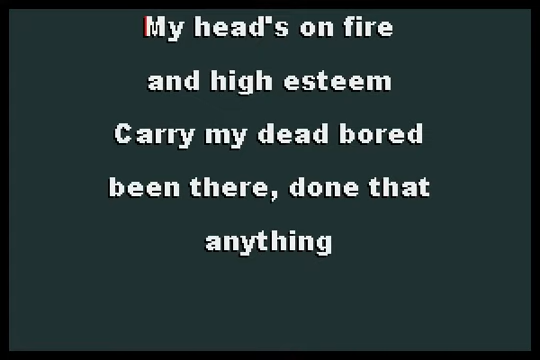 My head's on fire
and high esteem
Carry my dead bored
been there, done that
anything